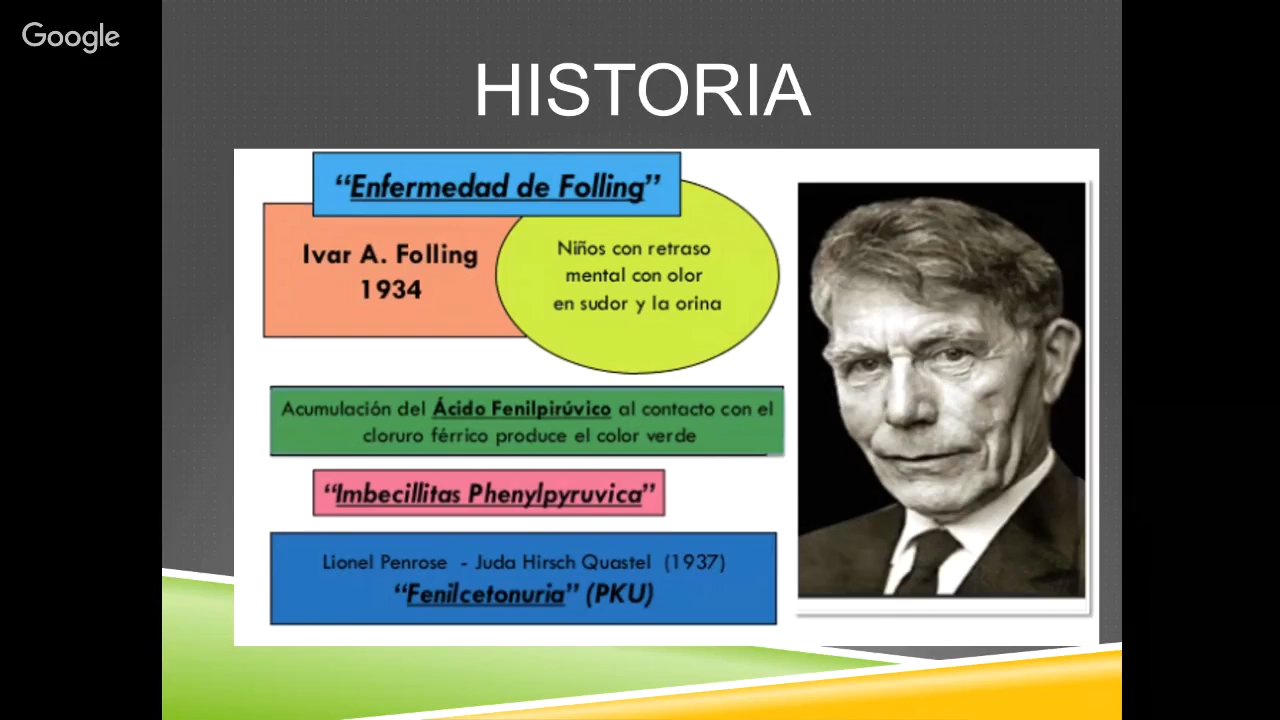 Google
HISTORIA
“Enfermedad de Folling”
Ivar A. Folling
1934
Niños con retraso
mental con olor
en sudor y la orina
Acumulación del Ácido Fenilpirúvico al contacto con el
cloruro férrico produce el color verde
“Imbecillitas Phenylpyruvica”
Lionel Penrose - Juda Hirsch Quastel (1937)
“Fenilcetonuria” (PKU)